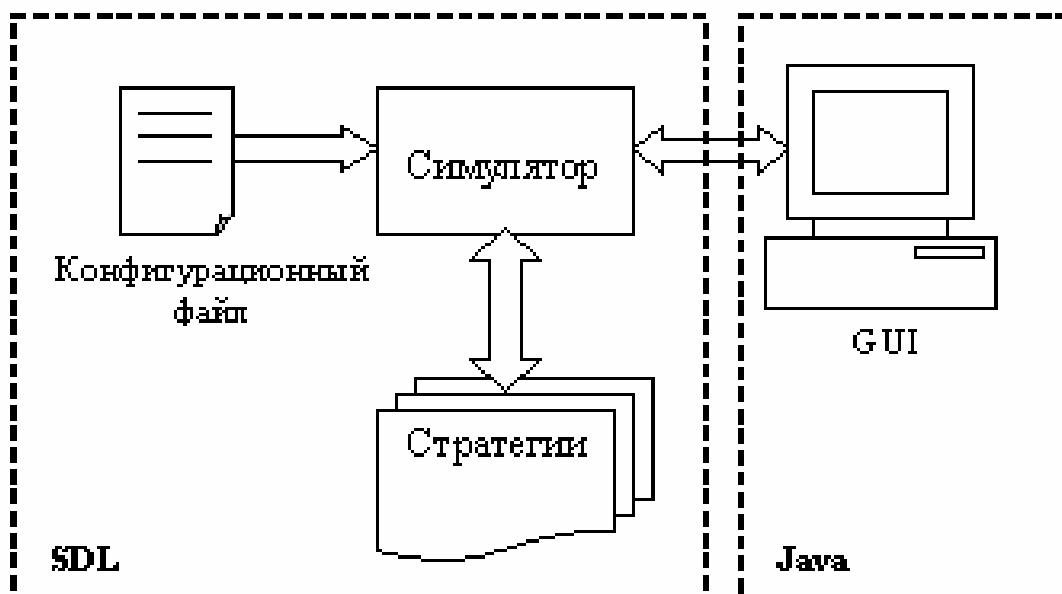 Симулятор
Конфигурационный
файл
GUI
Стратегии
SDL
Java